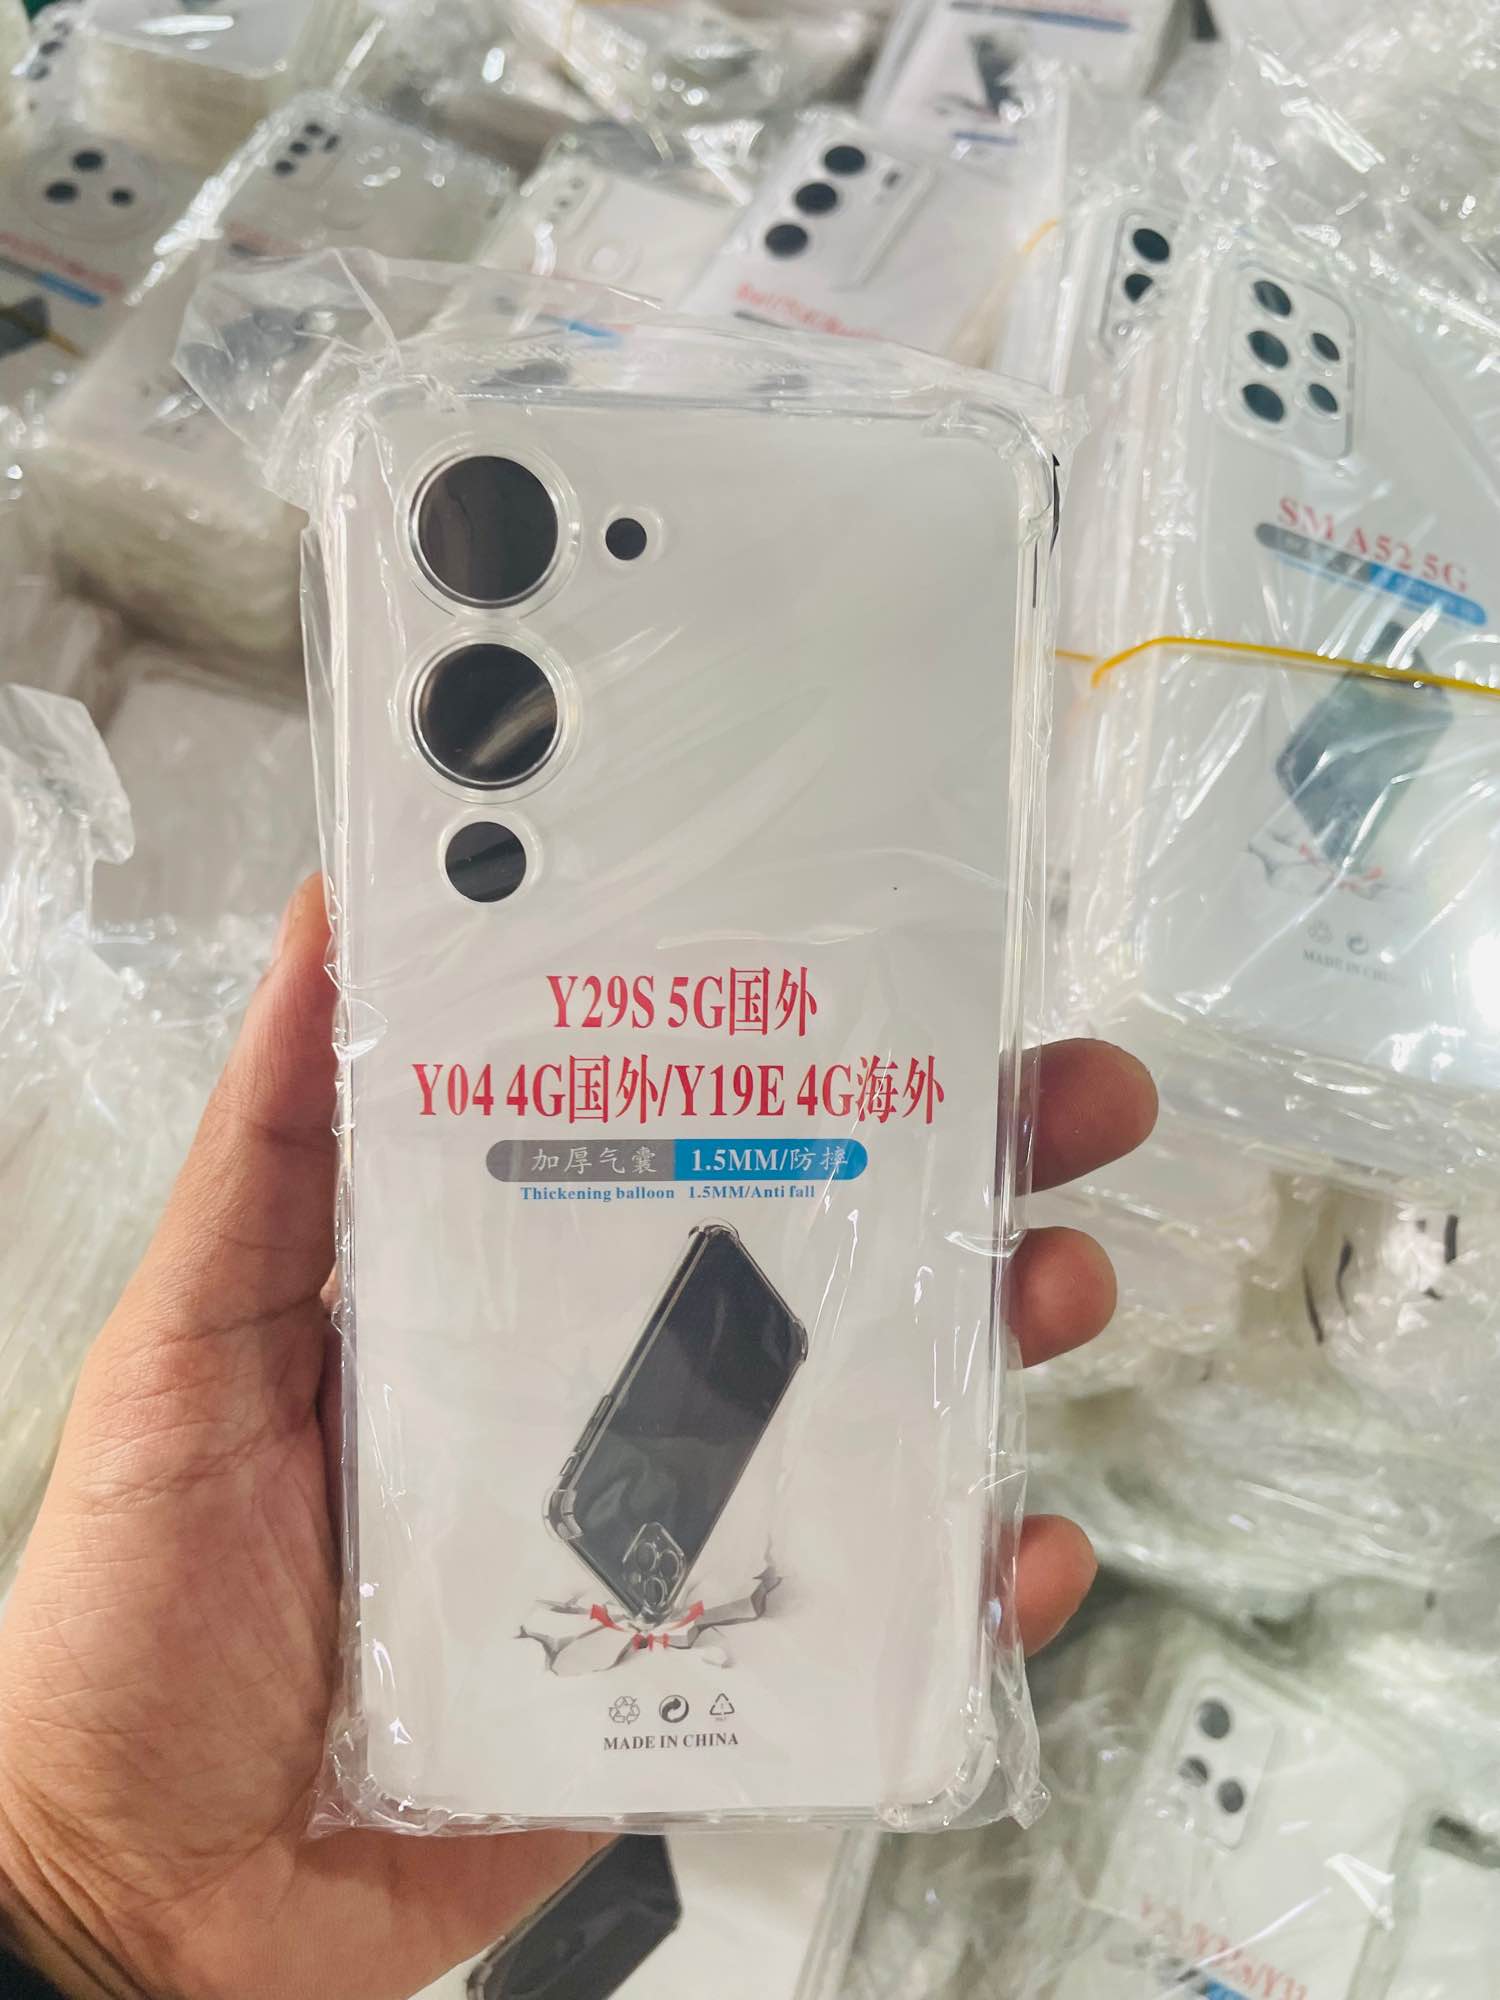 Y29S 5G国外
Y04 4G国外/Y19E 4G海外
加厚气囊 1.5MM/防摔
Thickening balloon 1.5MM/Anti fall
MADE IN CHINA
SM A52 5G
MADE IN CHINA